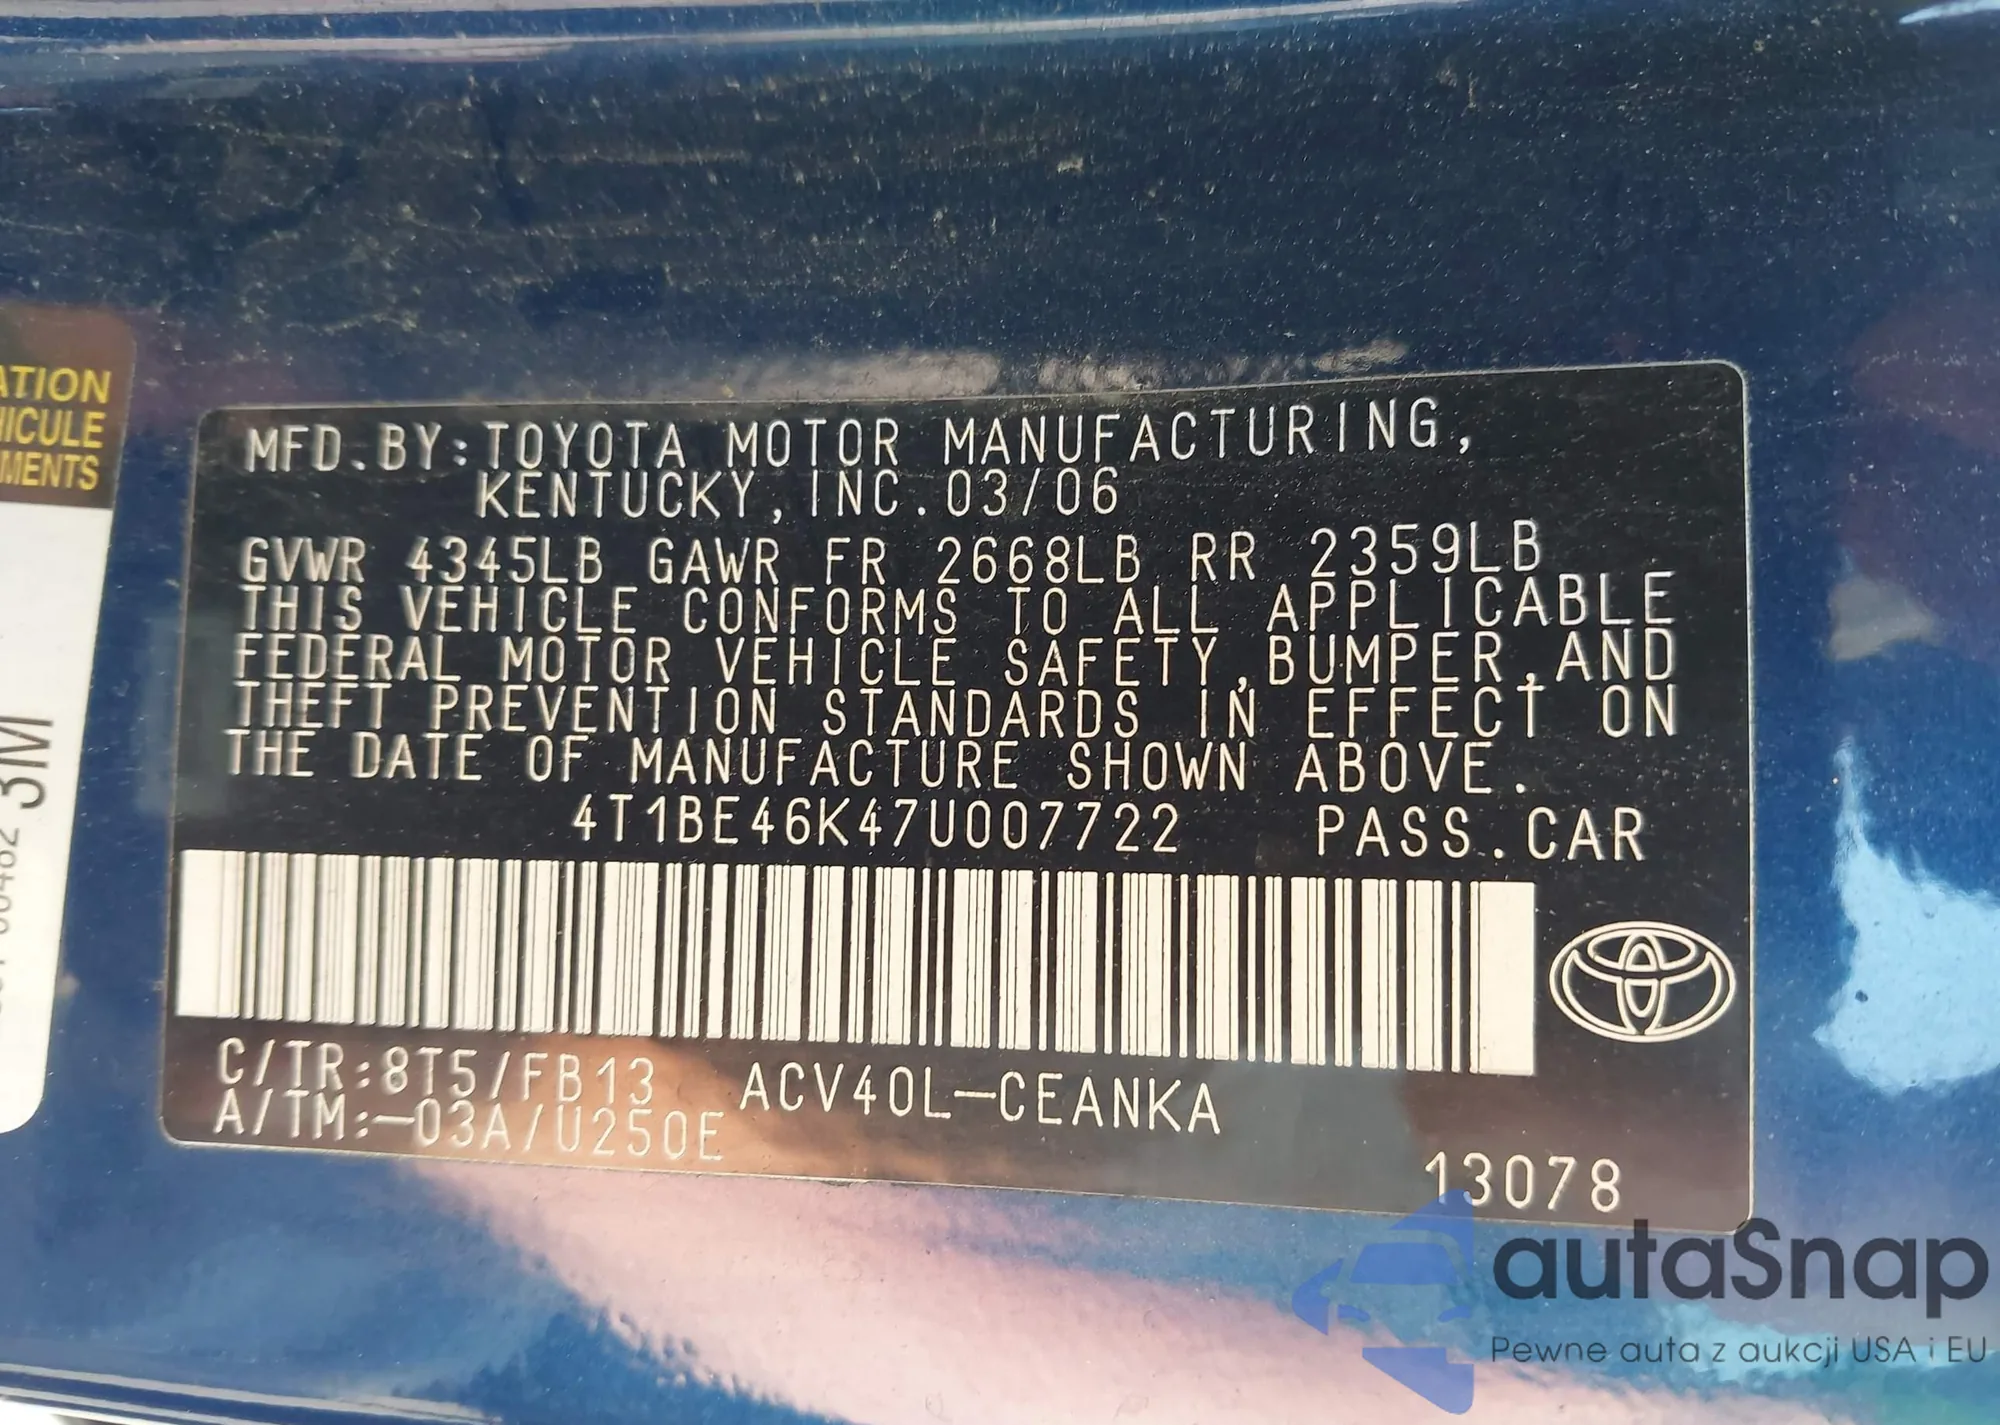 ATION
HICULE
MENTS
3M
MFD.BY:TOYOTA MOTOR MANUFACTURING,
KENTUCKY,INC.03/06
GVWR 4345LB GAWR FR 2668LB RR 2359LB
THIS VEHICLE CONFORMS TO ALL APPLICABLE
FEDERAL MOTOR VEHICLE SAFETY,BUMPER,AND
THEFT PREVENTION STANDARDS IN EFFECT ON
THE DATE OF MANUFACTURE SHOWN ABOVE.
4T1BE46K47U007722 PASS.CAR
C/TR:8T5/FB13 ACV40L-CEANKA
A/TM:-03A/U250E
13078
autaSnap
Pewne auta z aukcji USA i EU